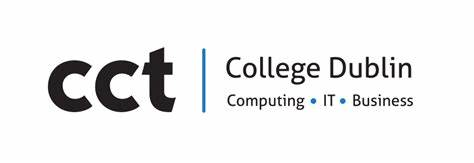 cct
College Dublin
Computing • IT • Business